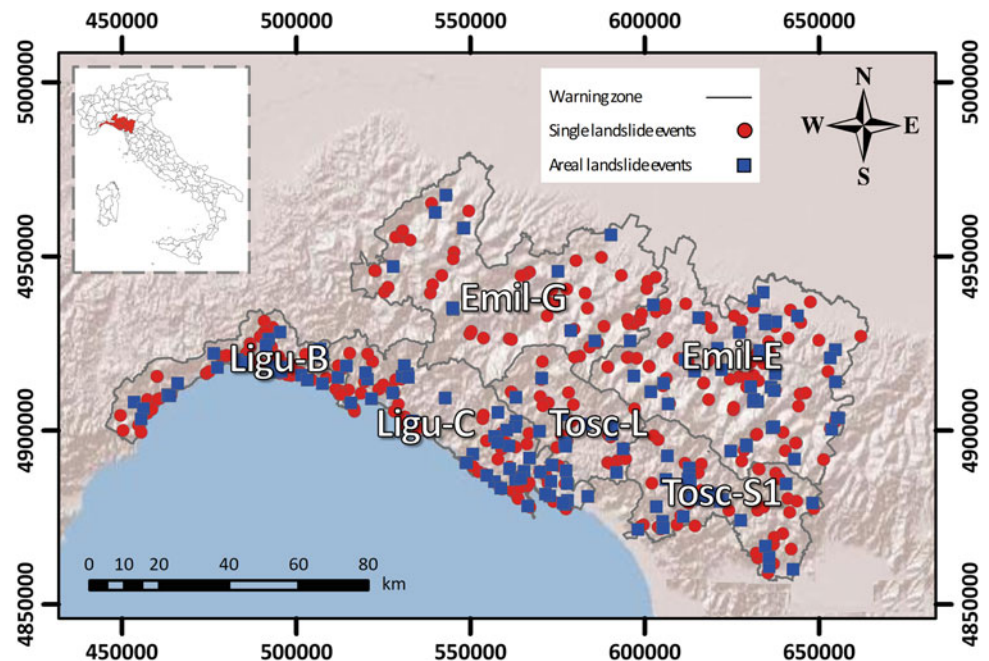 450000 500000 550000 600000 650000
5000000 5000000
N
Warning zone
W E
Single landslide events
Areal landslide events
S
4950000 4950000
Emil-G
Ligu-B
Emil-E
Ligu-C
Tosc-L
4900000 4900000
Tosc-S1
0 10 20 40 60 80
km
4850000 4850000
450000 500000 550000 600000 650000